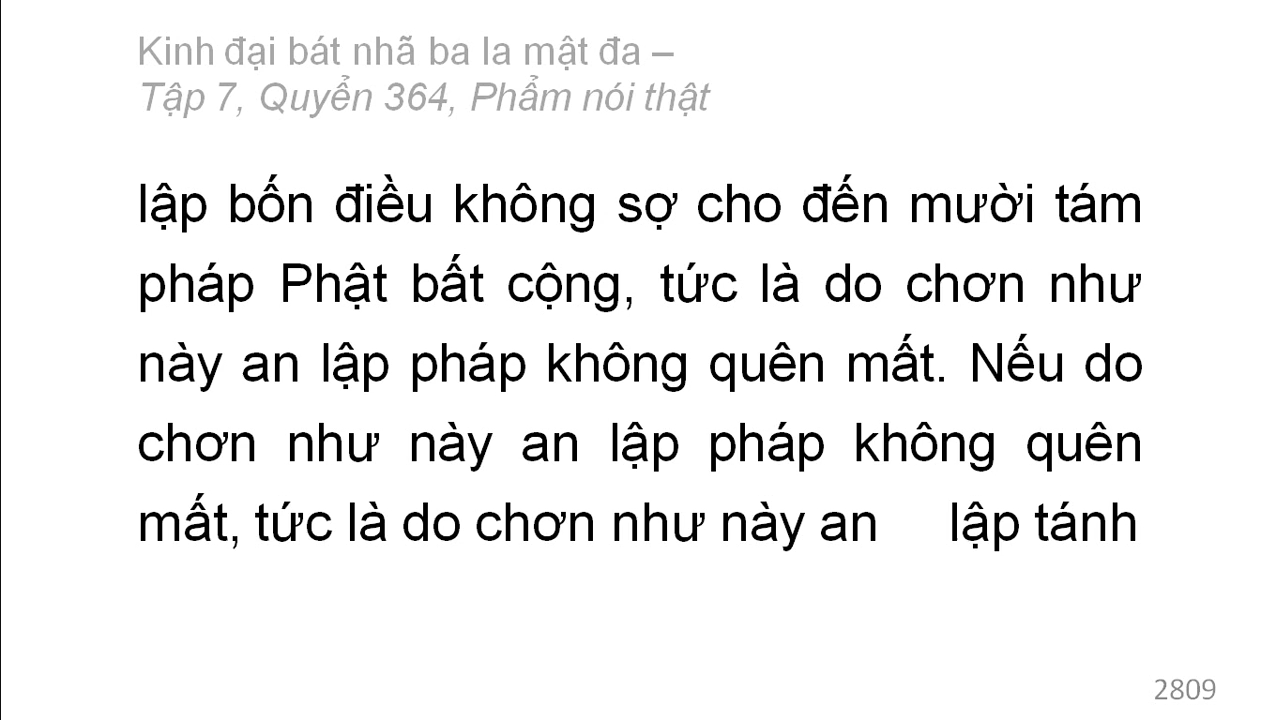 Kinh đại bát nhã ba la mật đa –
Tập 7, Quyển 364, Phẩm nói thật
lập bốn điều không sợ cho đến mười tám
pháp Phật bất cộng, tức là do chơn như
này an lập pháp không quên mất. Nếu do
chơn như này an lập pháp không quên
mất, tức là do chơn như này an lập tánh
2809